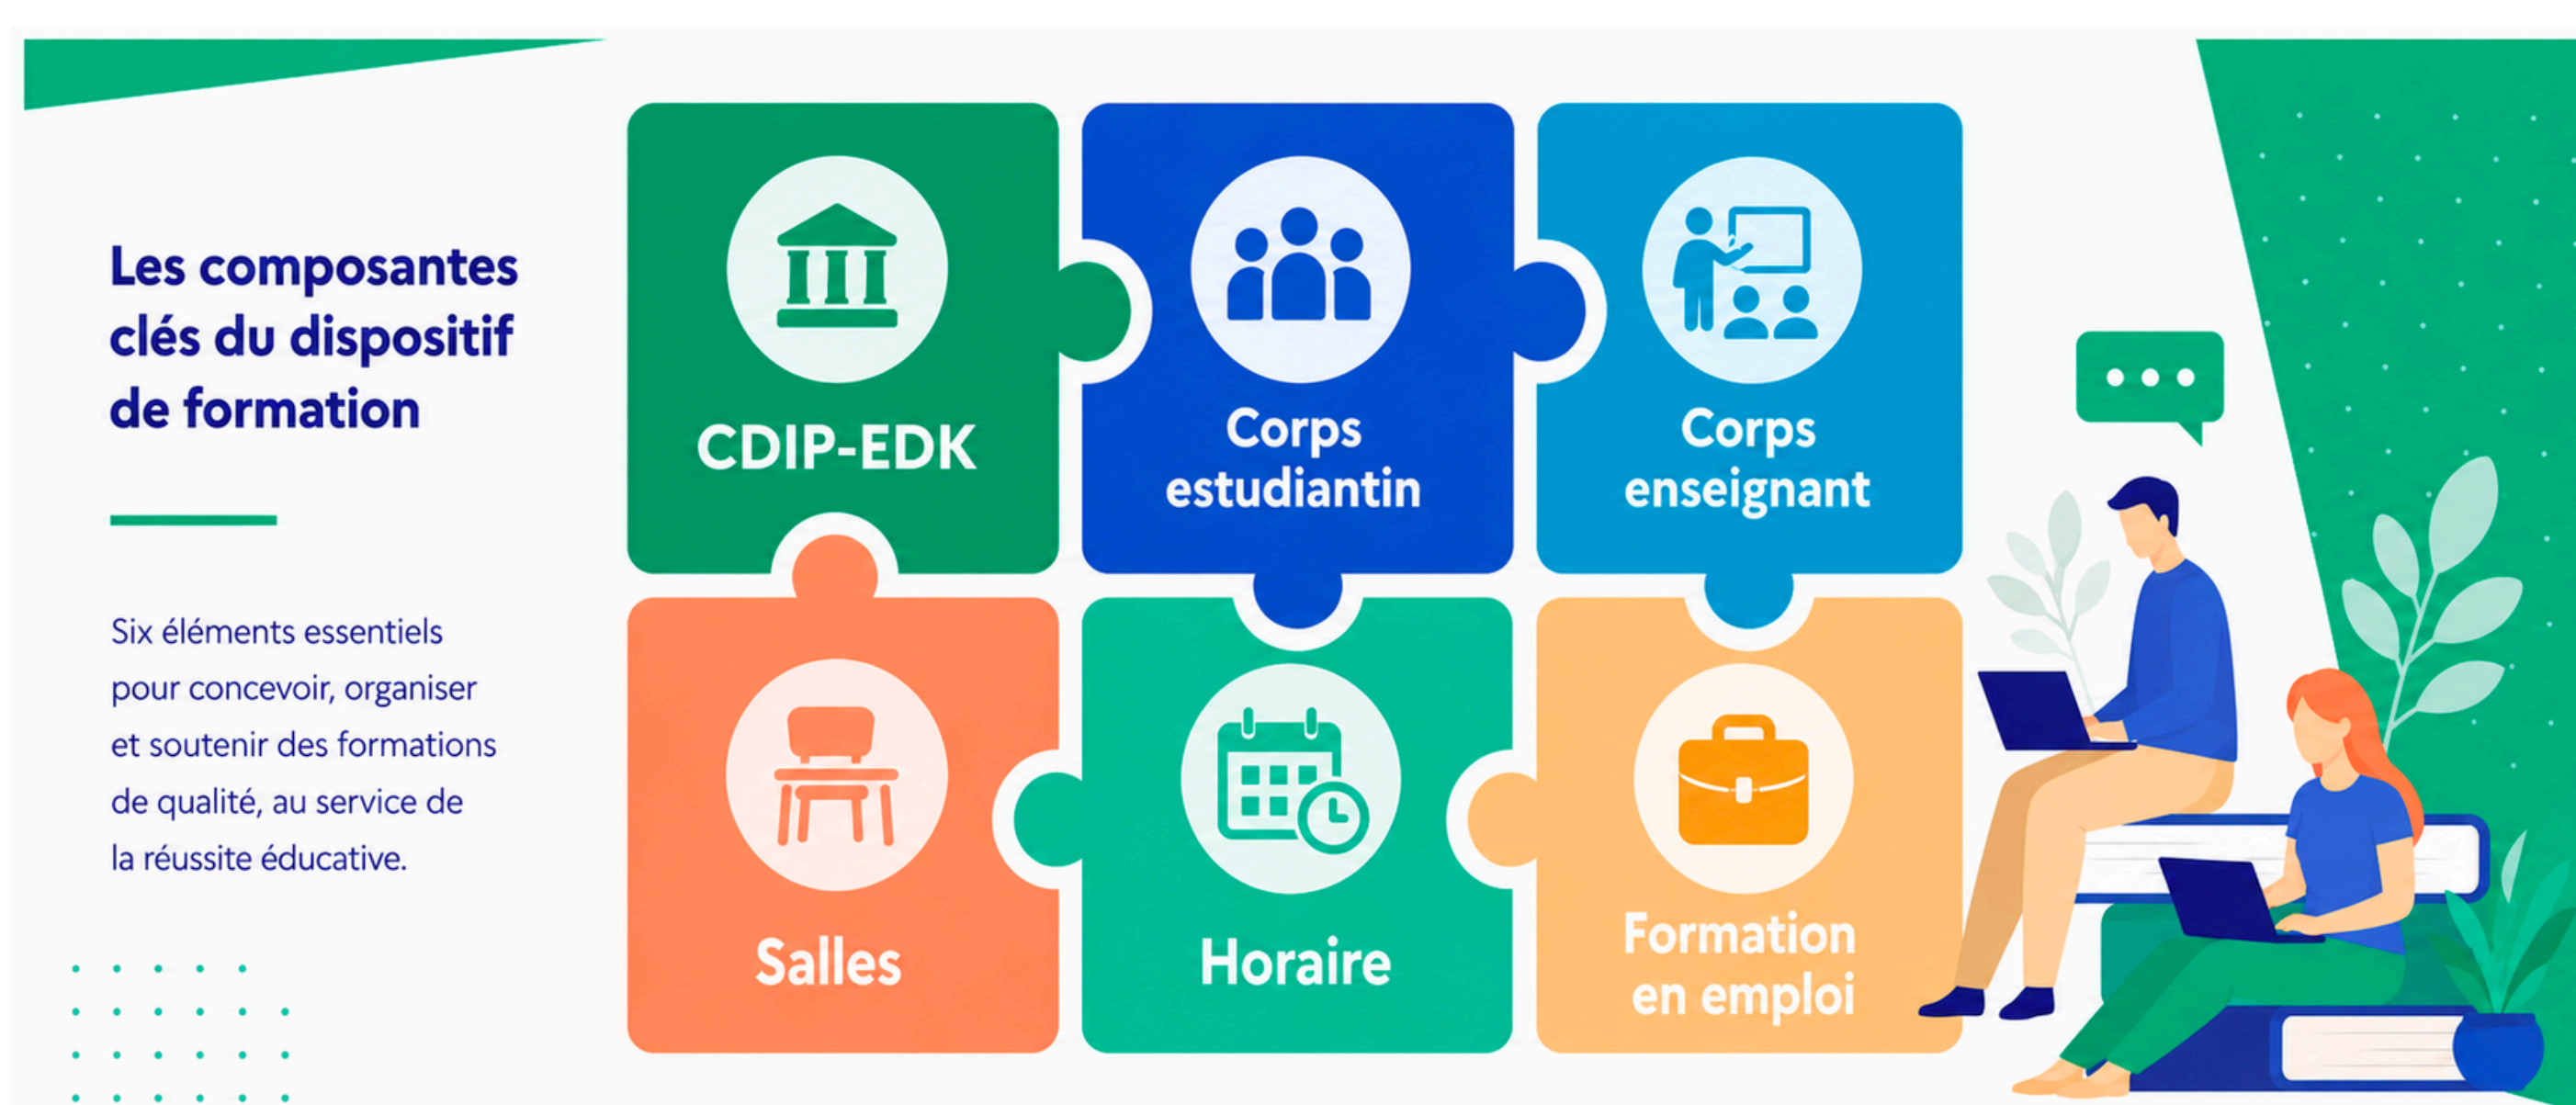 Les composantes
clés du dispositif
de formation
Six éléments essentiels
pour concevoir, organiser
et soutenir des formations
de qualité, au service de
la réussite éducative.
CDIP-EDK
Corps
estudiantin
Corps
enseignant
Salles
Horaire
Formation
en emploi